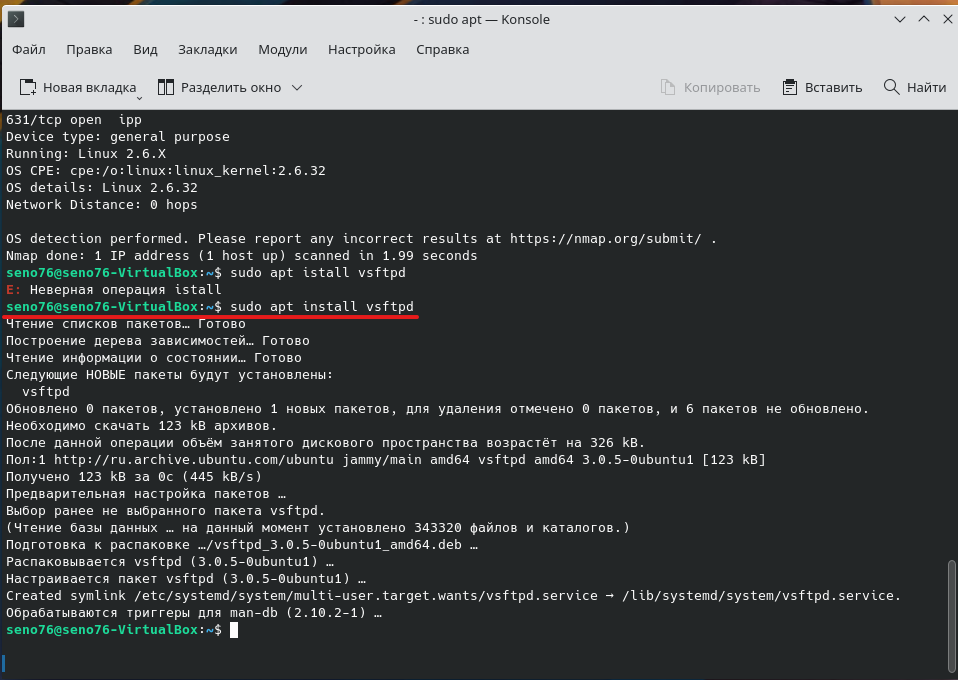 - : sudo apt — Konsole
Файл Правка Вид Закладки Модули Настройка Справка
Новая вкладка Разделить окно Копировать Вставить Найти
631/tcp open  ipp
Device type: general purpose
Running: Linux 2.6.X
OS CPE: cpe:/o:linux:linux_kernel:2.6.32
OS details: Linux 2.6.32
Network Distance: 0 hops
OS detection performed. Please report any incorrect results at https://nmap.org/submit/ .
Nmap done: 1 IP address (1 host up) scanned in 1.99 seconds
seno76@seno76-VirtualBox:~$ sudo apt istall vsftpd
E: Неверная операция istall
seno76@seno76-VirtualBox:~$ sudo apt install vsftpd
Чтение списков пакетов… Готово
Построение дерева зависимостей… Готово
Чтение информации о состоянии… Готово
Следующие НОВЫЕ пакеты будут установлены:
  vsftpd
Обновлено 0 пакетов, установлено 1 новых пакетов, для удаления отмечено 0 пакетов, и 6 пакетов не обновлено.
Необходимо скачать 123 kB архивов.
После данной операции объём занятого дискового пространства возрастёт на 326 kB.
Пол:1 http://ru.archive.ubuntu.com/ubuntu jammy/main amd64 vsftpd amd64 3.0.5-0ubuntu1 [123 kB]
Получено 123 kB за 0с (445 kB/s)
Предварительная настройка пакетов …
Выбор ранее не выбранного пакета vsftpd.
(Чтение базы данных … на данный момент установлено 343320 файлов и каталогов.)
Подготовка к распаковке …/vsftpd_3.0.5-0ubuntu1_amd64.deb …
Распаковывается vsftpd (3.0.5-0ubuntu1) …
Настраивается пакет vsftpd (3.0.5-0ubuntu1) …
Created symlink /etc/systemd/system/multi-user.target.wants/vsftpd.service → /lib/systemd/system/vsftpd.service.
Обрабатываются триггеры для man-db (2.10.2-1) …
seno76@seno76-VirtualBox:~$